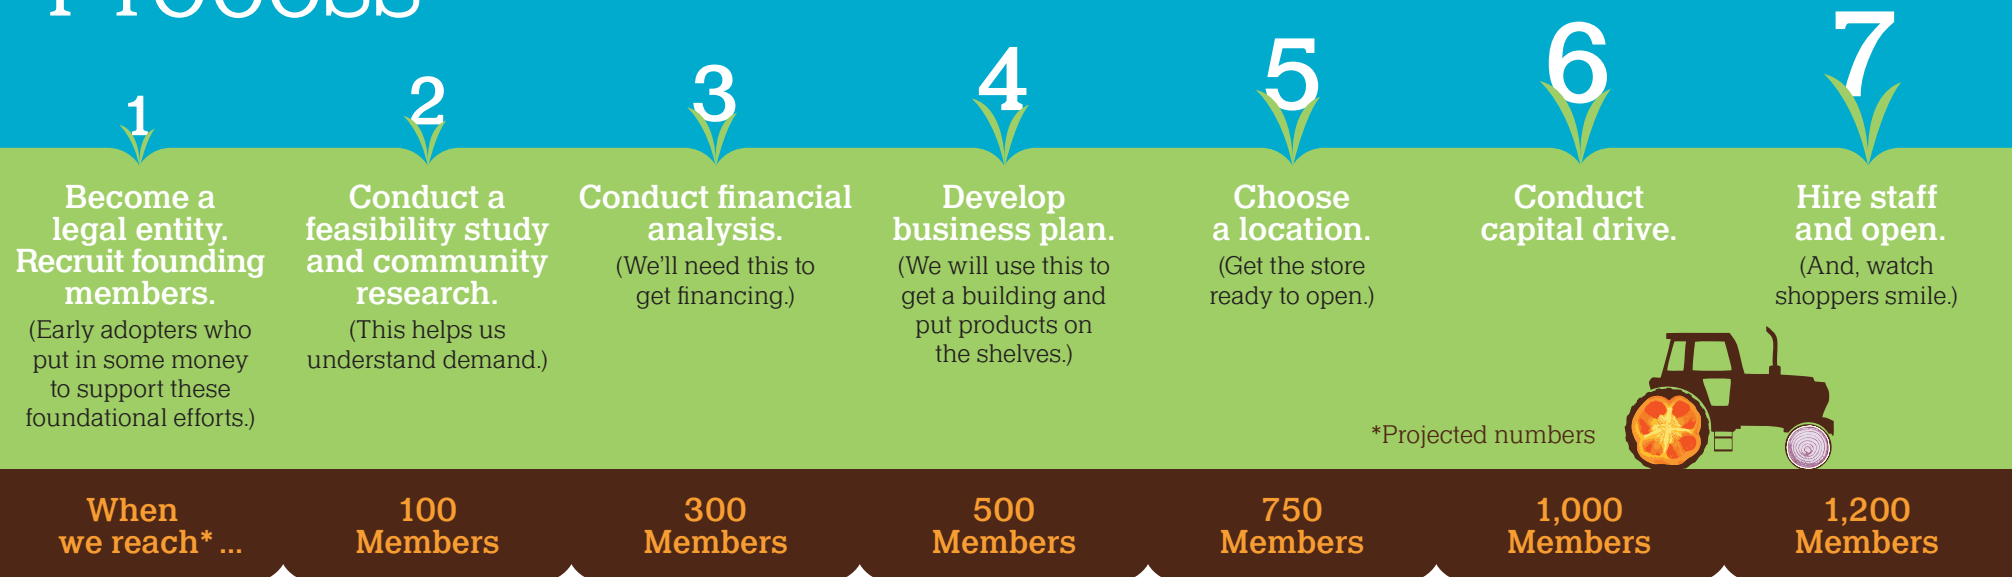 Process
1
Become a
legal entity.
Recruit founding
members.
(Early adopters who
put in some money
to support these
foundational efforts.)
2
Conduct a
feasibility study
and community
research.
(This helps us
understand demand.)
3
Conduct financial
analysis.
(We'll need this to
get financing.)
4
Develop
business plan.
(We will use this to
get a building and
put products on
the shelves.)
5
Choose
a location.
(Get the store
ready to open.)
6
Conduct
capital drive.
7
Hire staff
and open.
(And, watch
shoppers smile.)
*Projected numbers
When
we reach* ...
100
Members
300
Members
500
Members
750
Members
1,000
Members
1,200
Members